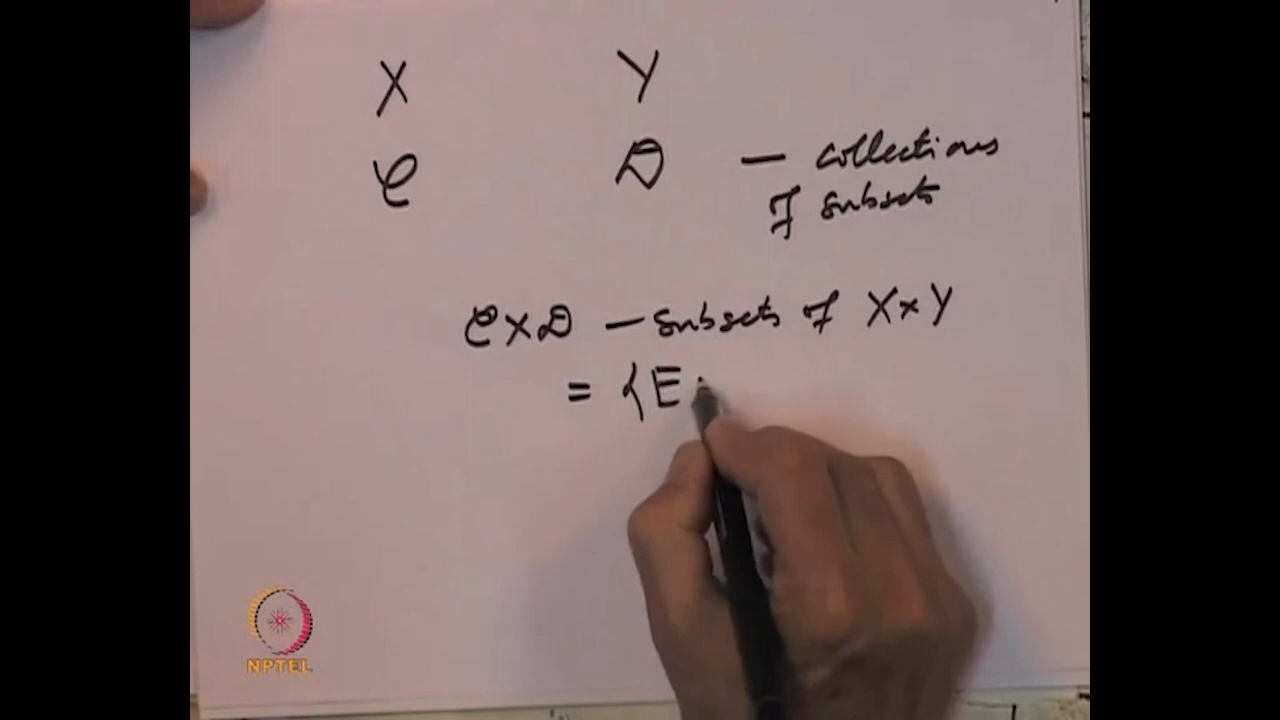 X Y
𝒞 𝒟 — collections
of subsets
𝒞 × 𝒟 — subsets of X × Y
= { E
NPTEL